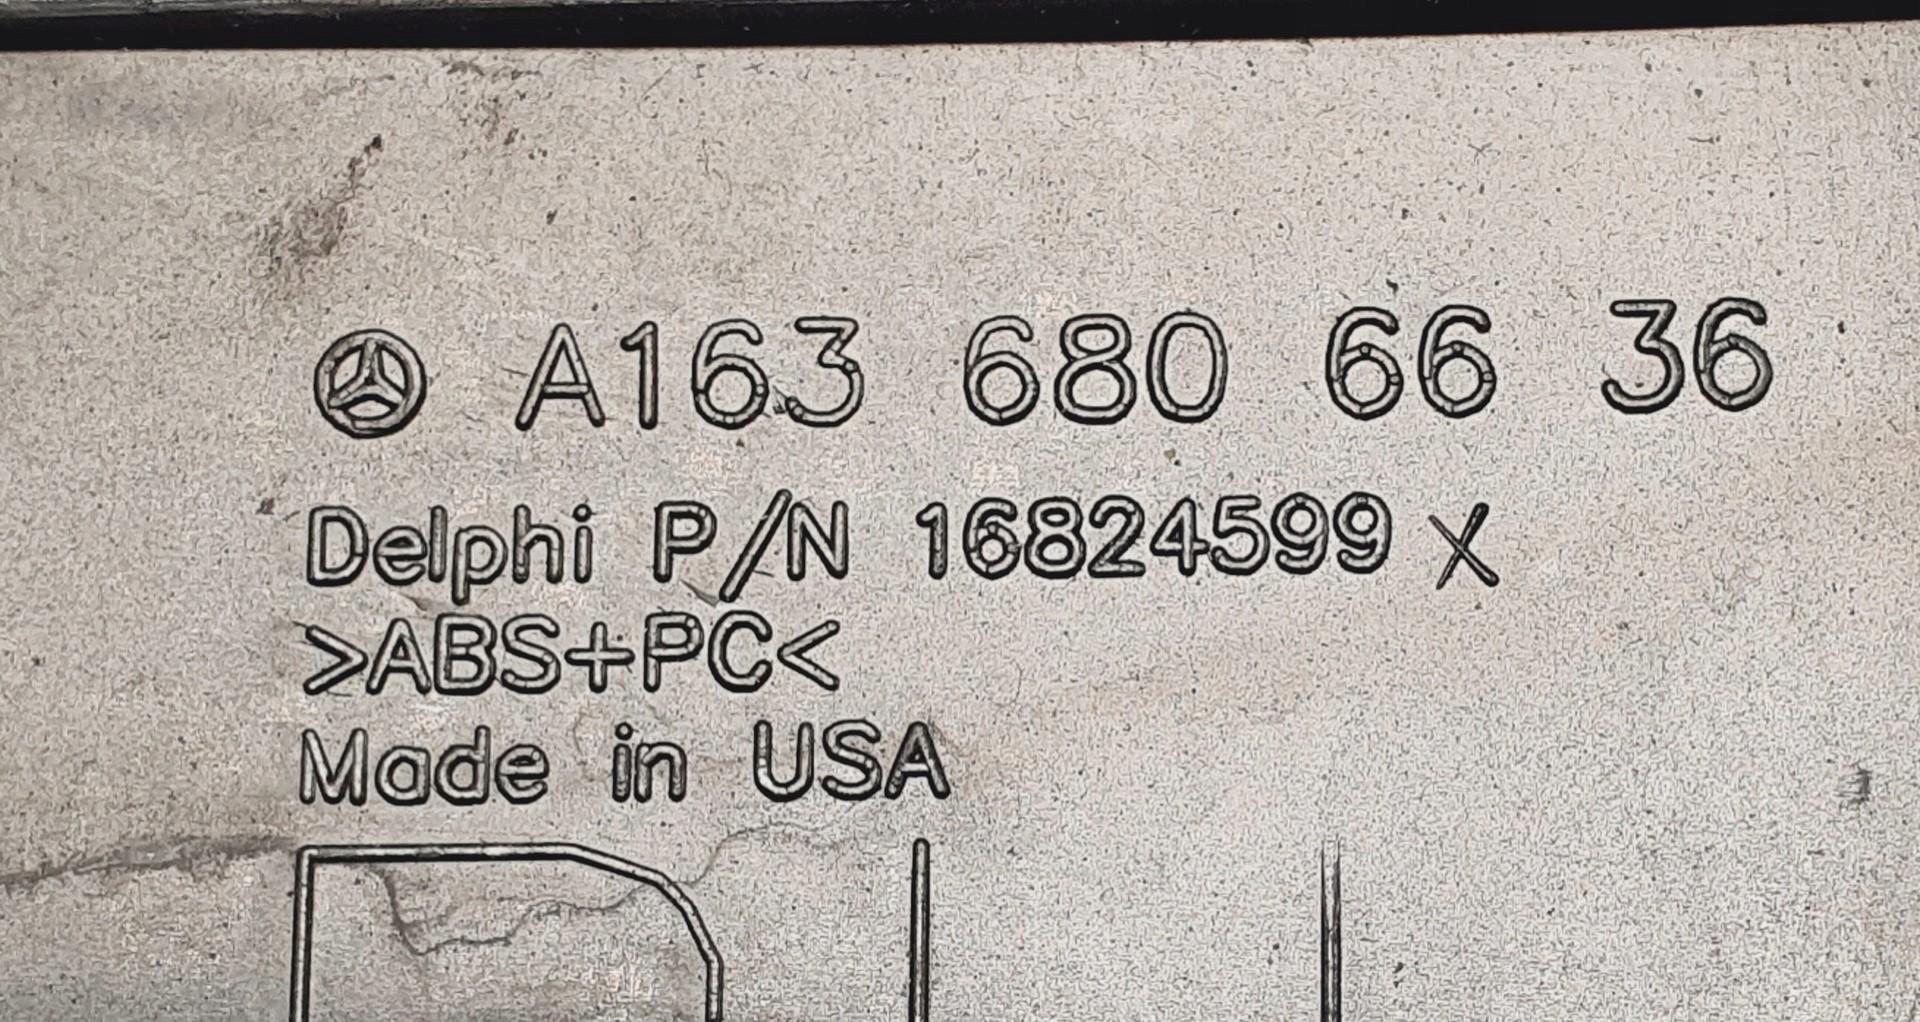 A163 680 66 36
Delphi P/N 16824599 X
>ABS+PC<
Made in USA